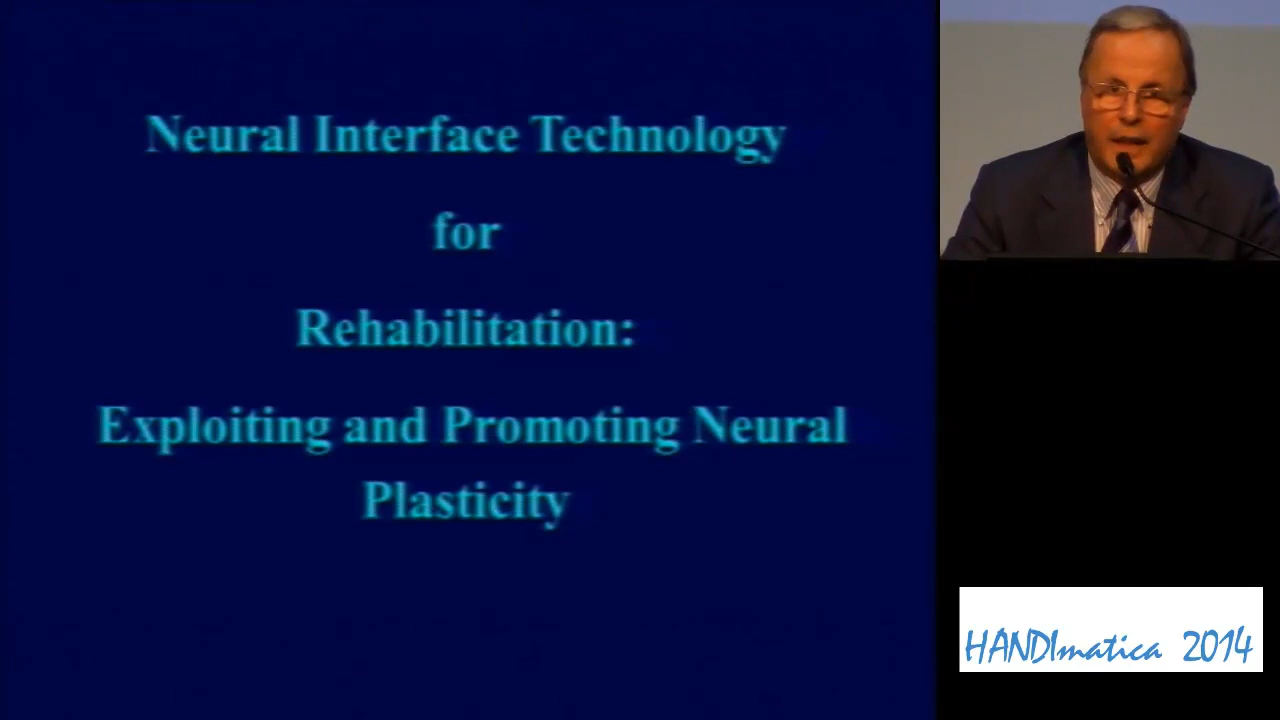 Neural Interface Technology
for
Rehabilitation:
Exploiting and Promoting Neural
Plasticity
HANDImatica 2014